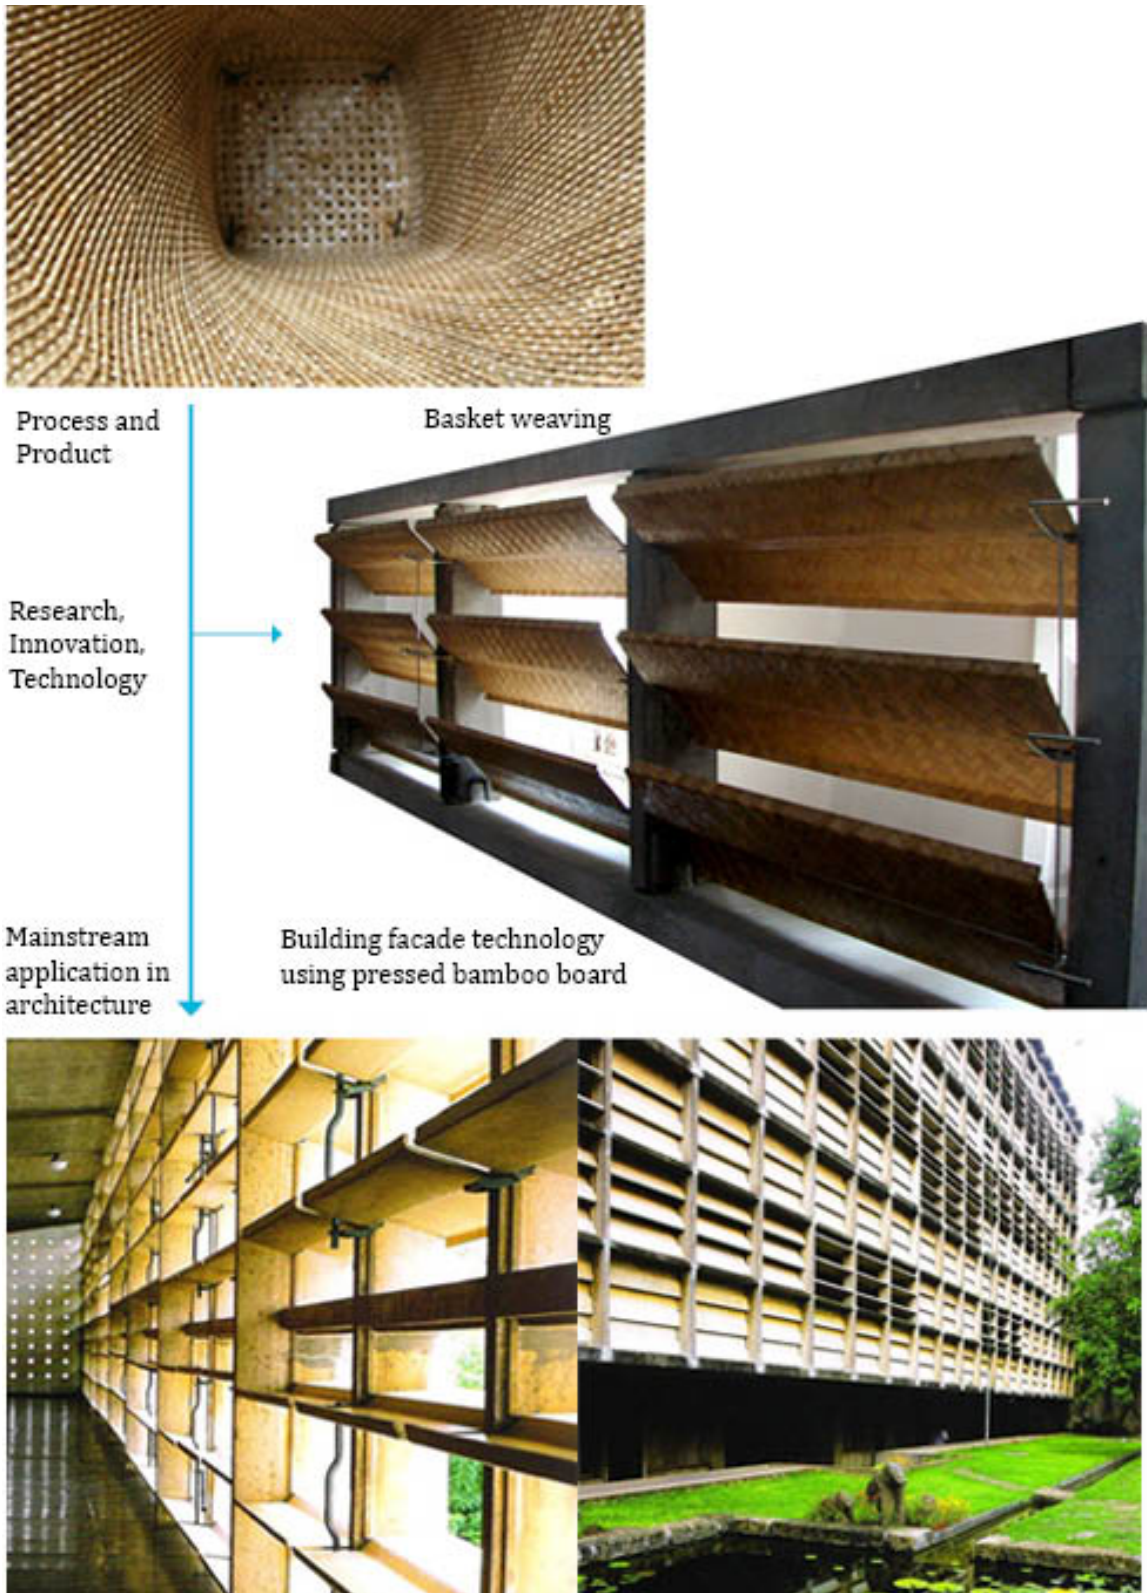 Process and
Product
Basket weaving
Research,
Innovation,
Technology
Mainstream
application in
architecture
Building facade technology
using pressed bamboo board